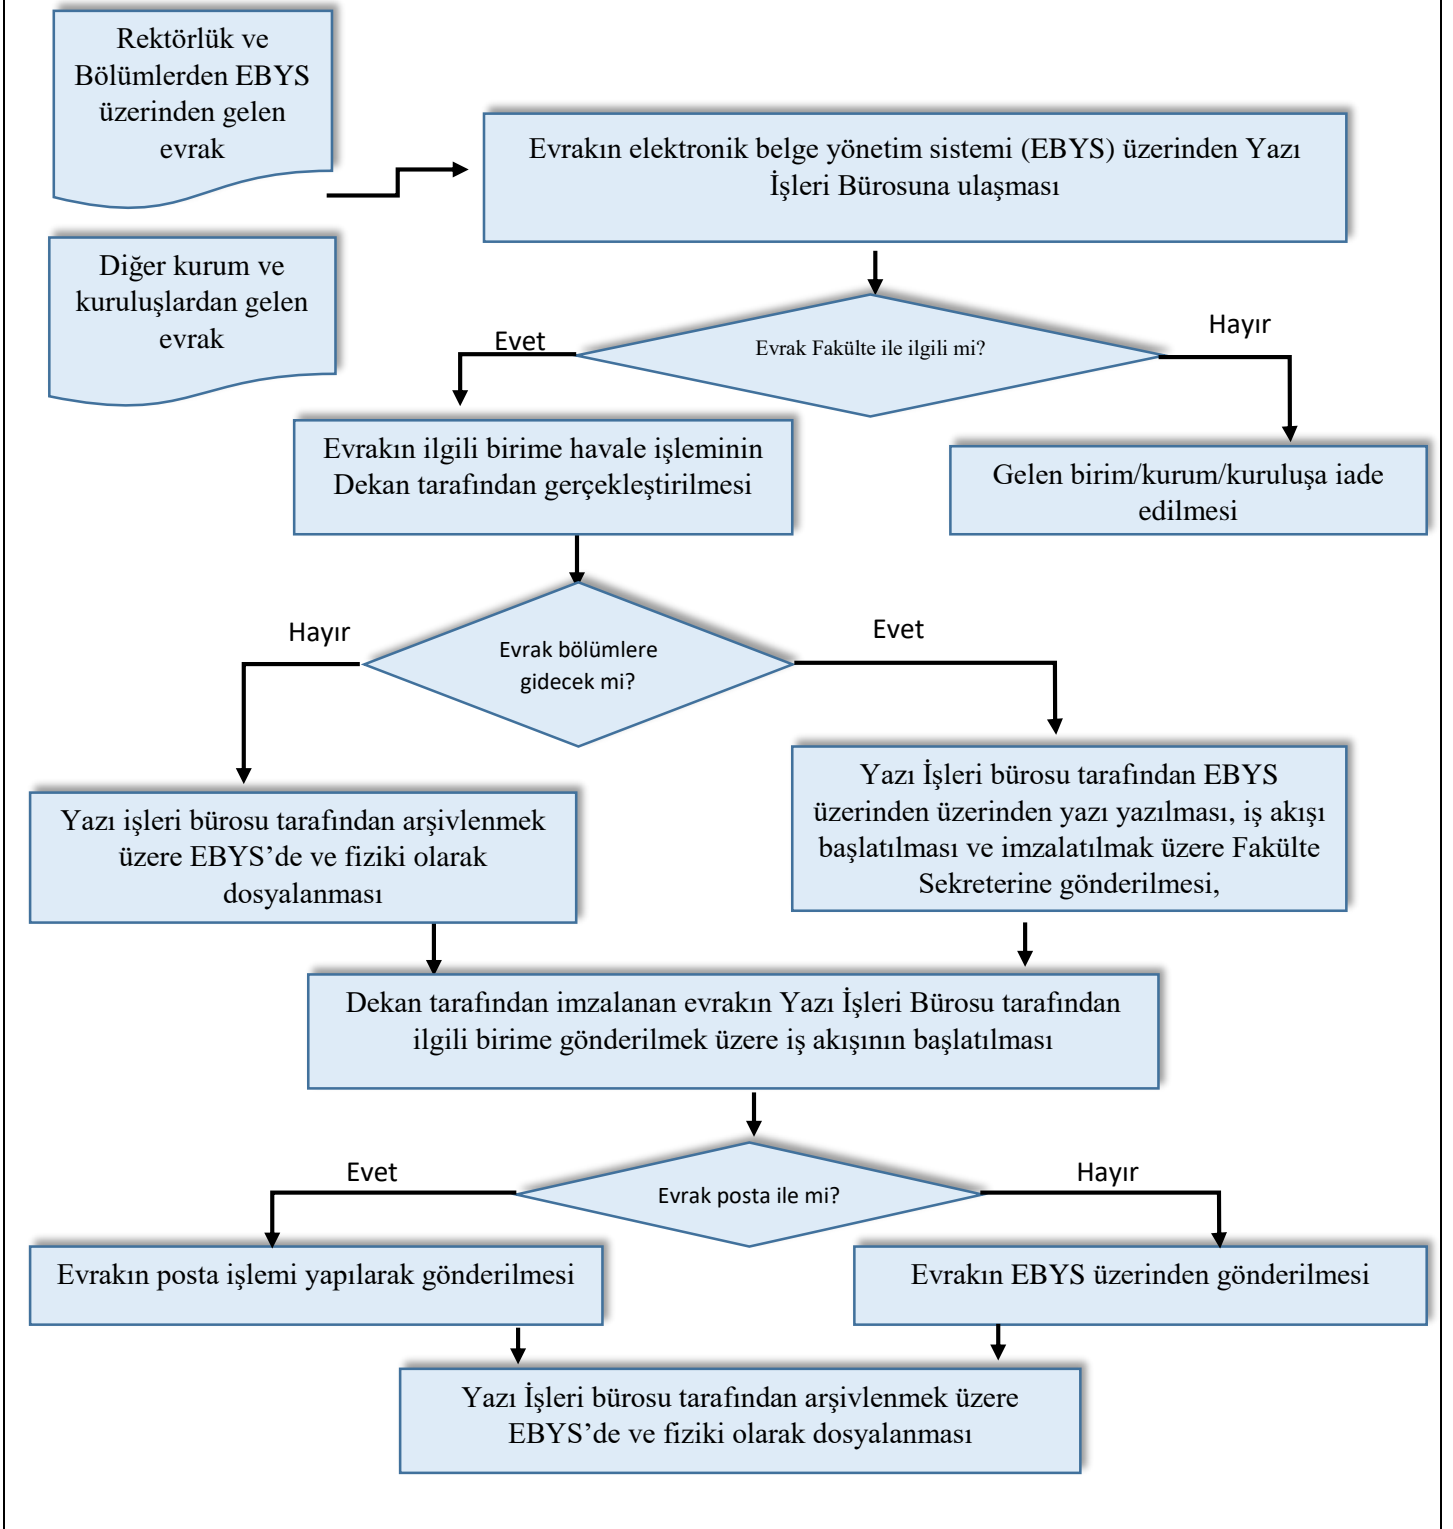 Rektörlük ve
Bölümlerden EBYS
üzerinden gelen
evrak
Evrakın elektronik belge yönetim sistemi (EBYS) üzerinden Yazı
İşleri Bürosuna ulaşması
Diğer kurum ve
kuruluşlardan gelen
evrak
Evrak Fakülte ile ilgili mi?
Evet
Hayır
Evrakın ilgili birime havale işleminin
Dekan tarafından gerçekleştirilmesi
Gelen birim/kurum/kuruluşa iade
edilmesi
Hayır
Evrak bölümlere
gidecek mi?
Evet
Yazı işleri bürosu tarafından arşivlenmek
üzere EBYS’de ve fiziki olarak
dosyalanması
Yazı İşleri bürosu tarafından EBYS
üzerinden üzerinden yazı yazılması, iş akışı
başlatılması ve imzalatılmak üzere Fakülte
Sekreterine gönderilmesi,
Dekan tarafından imzalanan evrakın Yazı İşleri Bürosu tarafından
ilgili birime gönderilmek üzere iş akışının başlatılması
Evet
Evrak posta ile mi?
Hayır
Evrakın posta işlemi yapılarak gönderilmesi
Evrakın EBYS üzerinden gönderilmesi
Yazı İşleri bürosu tarafından arşivlenmek üzere
EBYS’de ve fiziki olarak dosyalanması